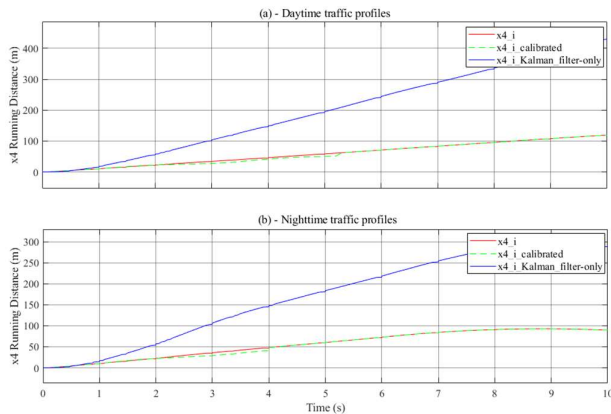 (a) - Daytime traffic profiles
x4_i
x4_i_calibrated
x4_i_Kalman_filter-only
x4 Running Distance (m)
400
300
200
100
0
(b) - Nighttime traffic profiles
x4_i
x4_i_calibrated
x4_i_Kalman_filter-only
x4 Running Distance (m)
300
250
200
150
100
50
0
0 1 2 3 4 5 6 7 8 9 10
Time (s)